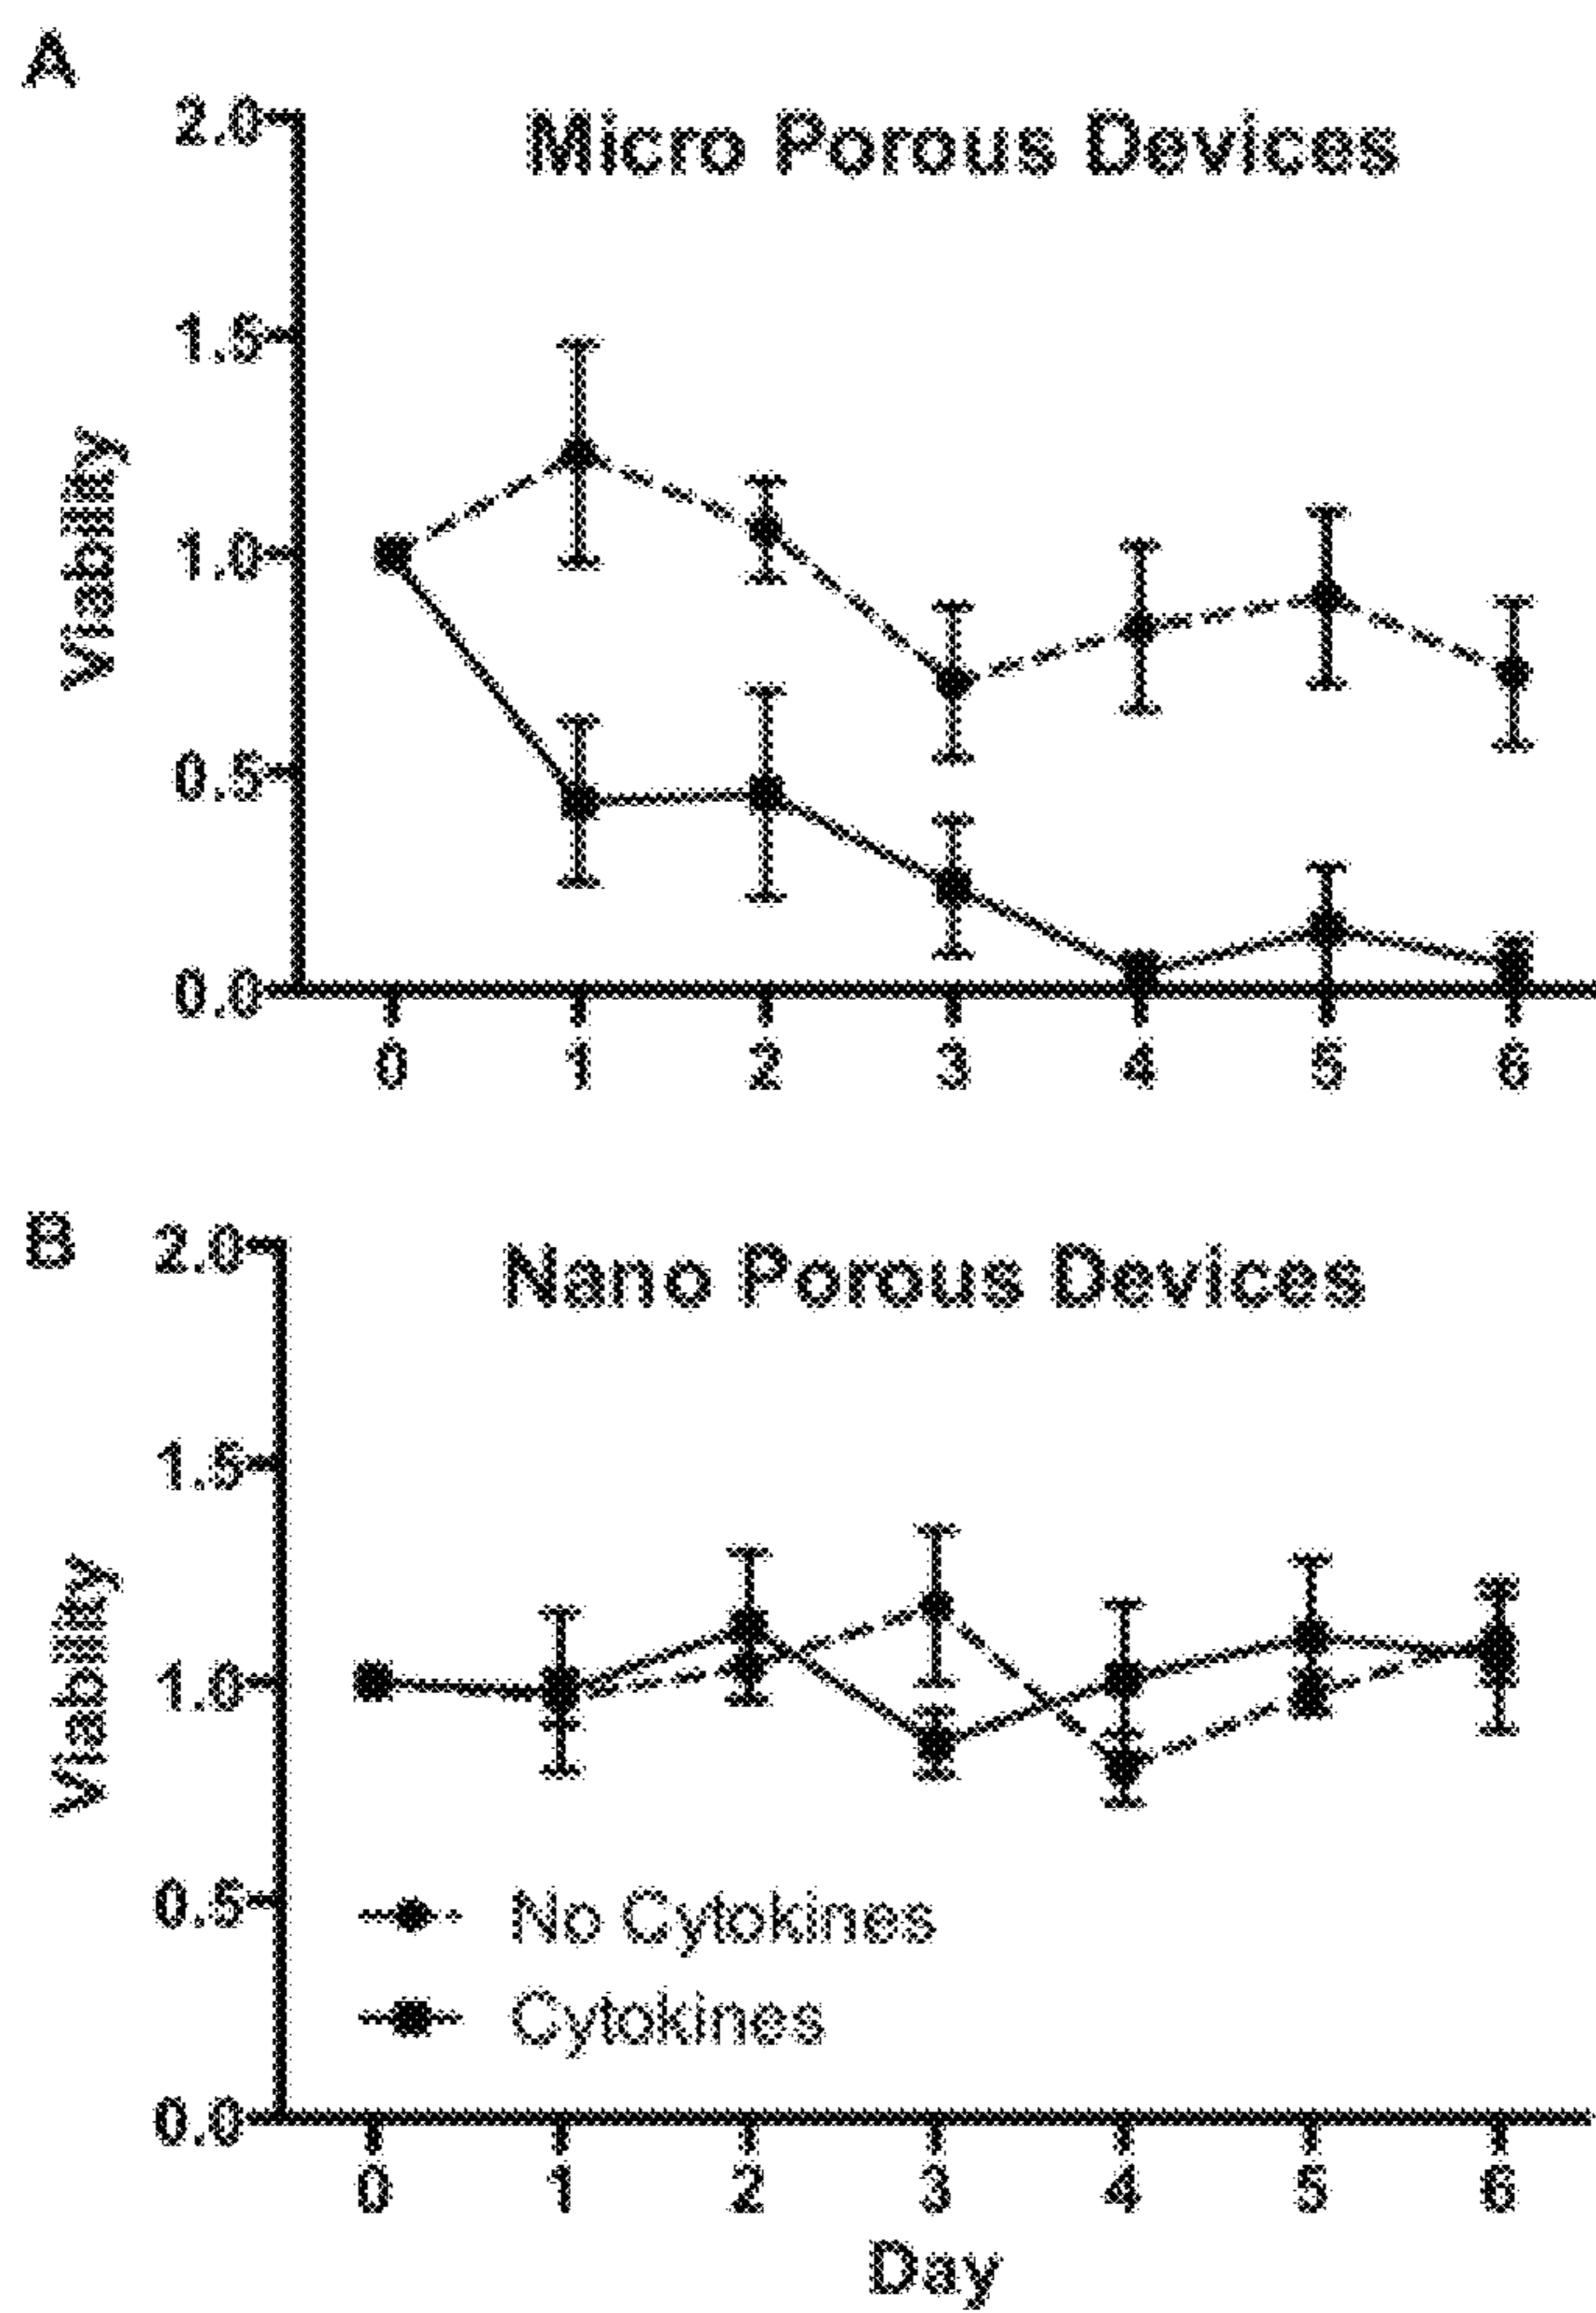 A
Micro Porous Devices
2.0
1.5
1.0
0.5
0.0
Viability
0 1 2 3 4 5 6
B
Nano Porous Devices
2.0
1.5
1.0
0.5
0.0
Viability
No Cytokines
Cytokines
0 1 2 3 4 5 6
Day